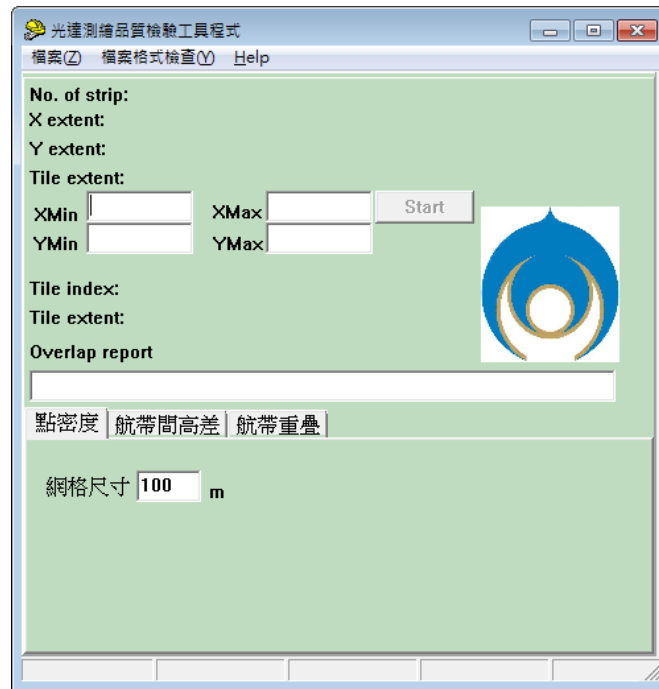 光達測繪品質檢驗工具程式
檔案(Z) 檔案格式檢查(Y) Help
No. of strip:
X extent:
Y extent:
Tile extent:
XMin XMax Start
YMin YMax
Tile index:
Tile extent:
Overlap report
點密度 航帶間高差 航帶重疊
網格尺寸 100 m